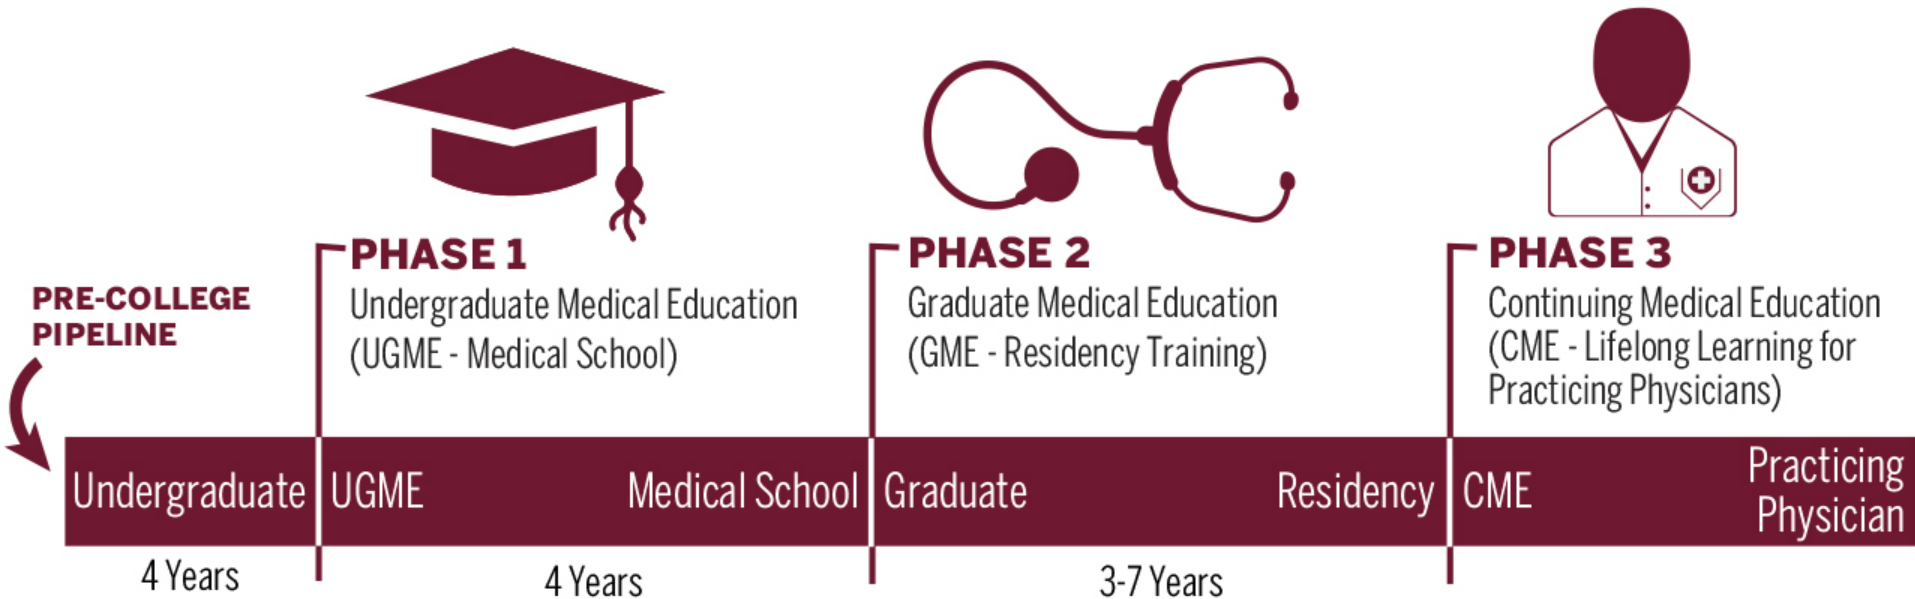 PRE-COLLEGE
PIPELINE
PHASE 1
Undergraduate Medical Education
(UGME - Medical School)
PHASE 2
Graduate Medical Education
(GME - Residency Training)
PHASE 3
Continuing Medical Education
(CME - Lifelong Learning for
Practicing Physicians)
Undergraduate
UGME
Medical School
Graduate
Residency
CME
Practicing
Physician
4 Years
4 Years
3-7 Years